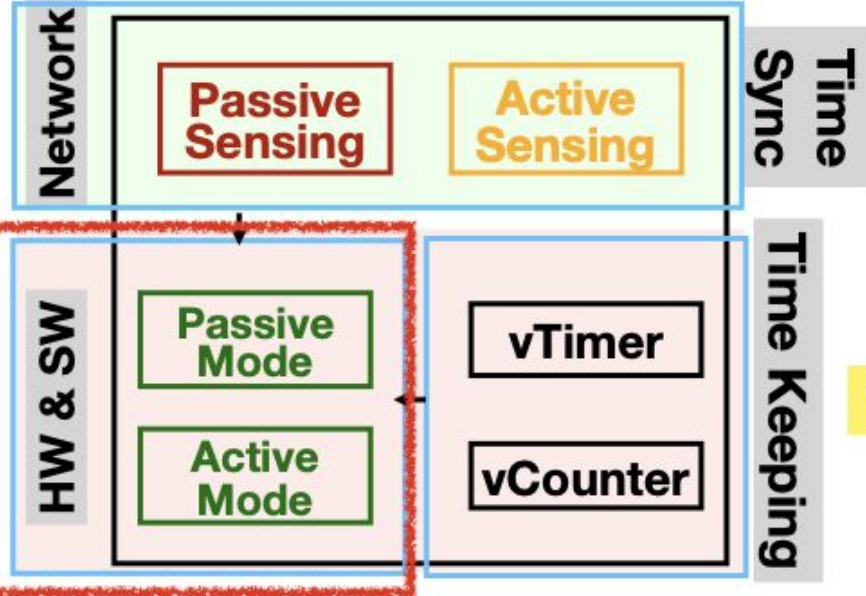 Network
Passive
Sensing
Active
Sensing
Time
Sync
HW & SW
Passive
Mode
Active
Mode
vTimer
vCounter
Time Keeping